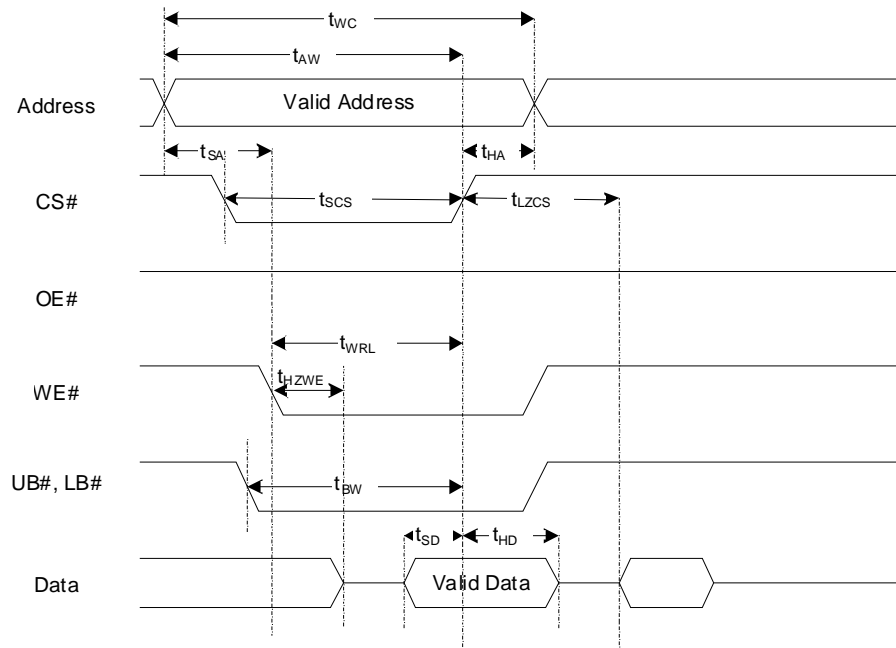 tWC
tAW
Address
Valid Address
tSA
tHA
CS#
tSCS
tLZCS
OE#
tWRL
WE#
tHZWE
UB#, LB#
tBW
tSD
tHD
Data
Valid Data